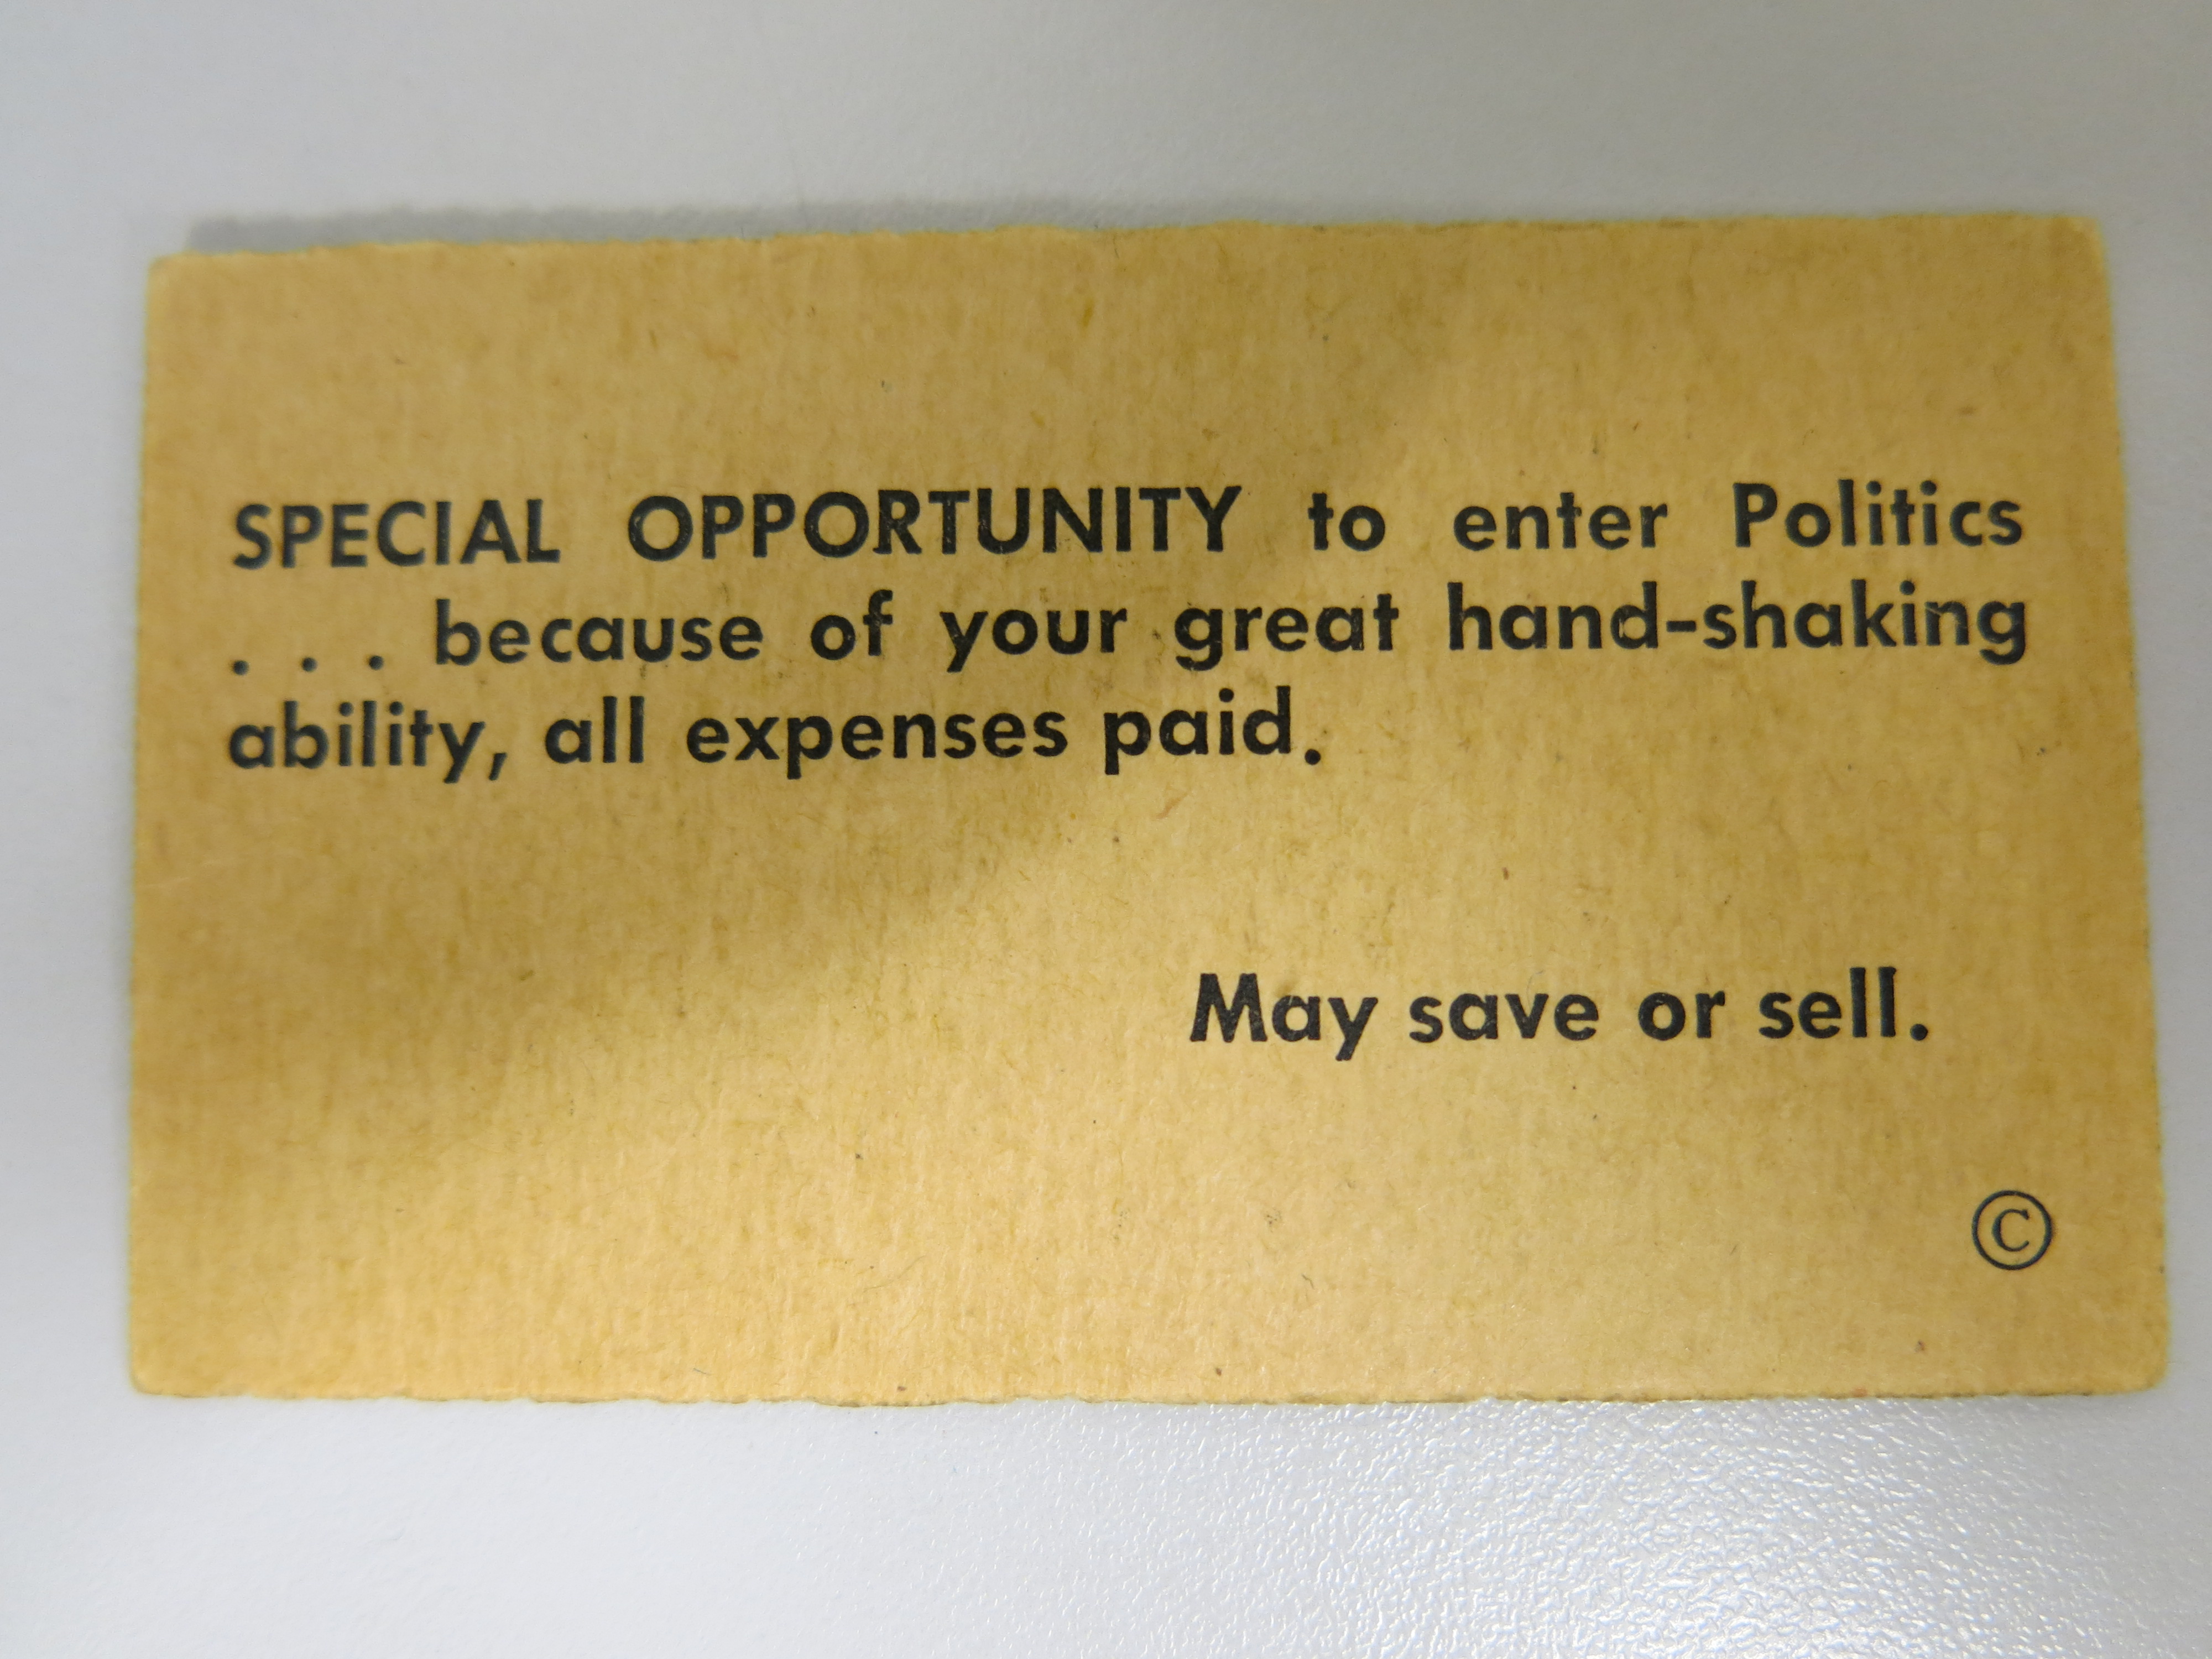 SPECIAL OPPORTUNITY to enter Politics
. . . because of your great hand-shaking
ability, all expenses paid.
May save or sell.
©